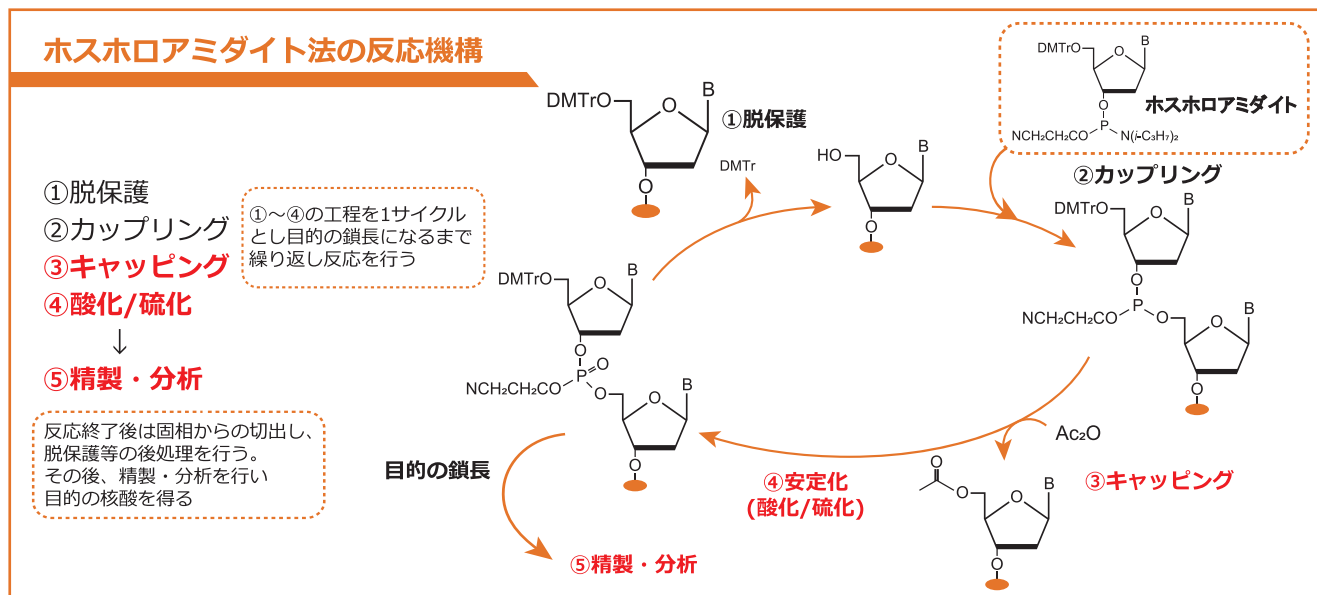 ホスホロアミダイト法の反応機構
①脱保護
②カップリング
③キャッピング
④酸化/硫化
↓
⑤精製・分析
①～④の工程を1サイクル
とし目的の鎖長になるまで
繰り返し反応を行う
反応終了後は固相からの切出し、
脱保護等の後処理を行う。
その後、精製・分析を行い
目的の核酸を得る
DMTrO
O
B
O
①脱保護
DMTr
HO
O
B
O
DMTrO
O
B
O
ホスホロアミダイト
NCH₂CH₂CO
P
N(i-C₃H₇)₂
②カップリング
DMTrO
O
B
O
NCH₂CH₂CO
P
O
O
B
O
Ac₂O
③キャッピング
O
O
O
B
O
④安定化
(酸化/硫化)
DMTrO
O
B
O
O
NCH₂CH₂CO
P
O
O
B
O
目的の鎖長
⑤精製・分析